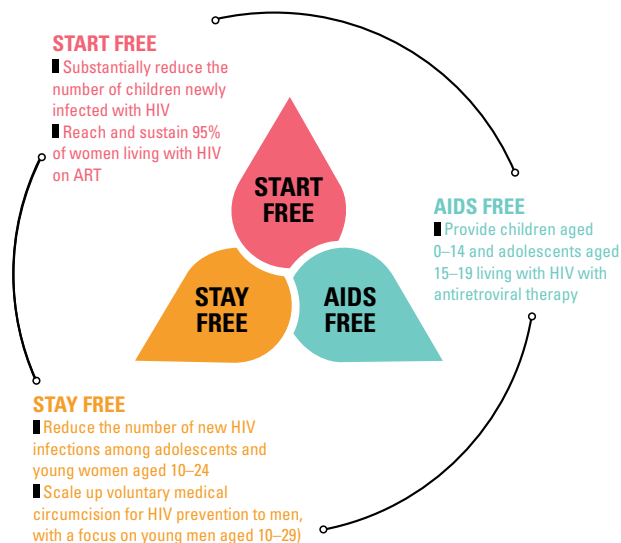 START FREE
Substantially reduce the
number of children newly
infected with HIV
Reach and sustain 95%
of women living with HIV
on ART
START
FREE
AIDS FREE
Provide children aged
0–14 and adolescents aged
15–19 living with HIV with
antiretroviral therapy
STAY
FREE
AIDS
FREE
STAY FREE
Reduce the number of new HIV
infections among adolescents and
young women aged 10–24
Scale up voluntary medical
circumcision for HIV prevention to men,
with a focus on young men aged 10–29)